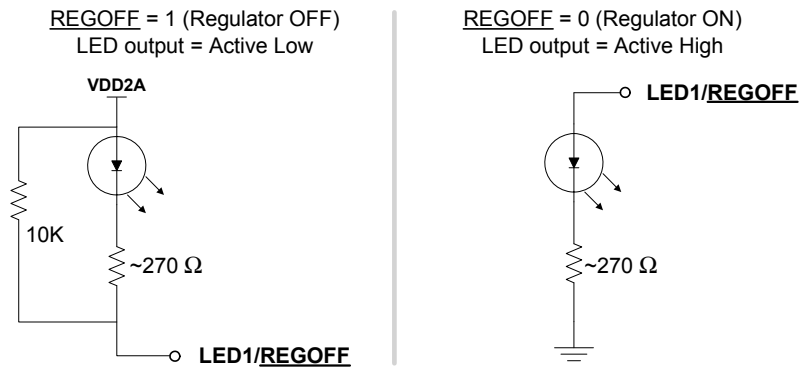 REGOFF = 1 (Regulator OFF)
LED output = Active Low
VDD2A
10K
~270 Ω
LED1/REGOFF
REGOFF = 0 (Regulator ON)
LED output = Active High
LED1/REGOFF
~270 Ω